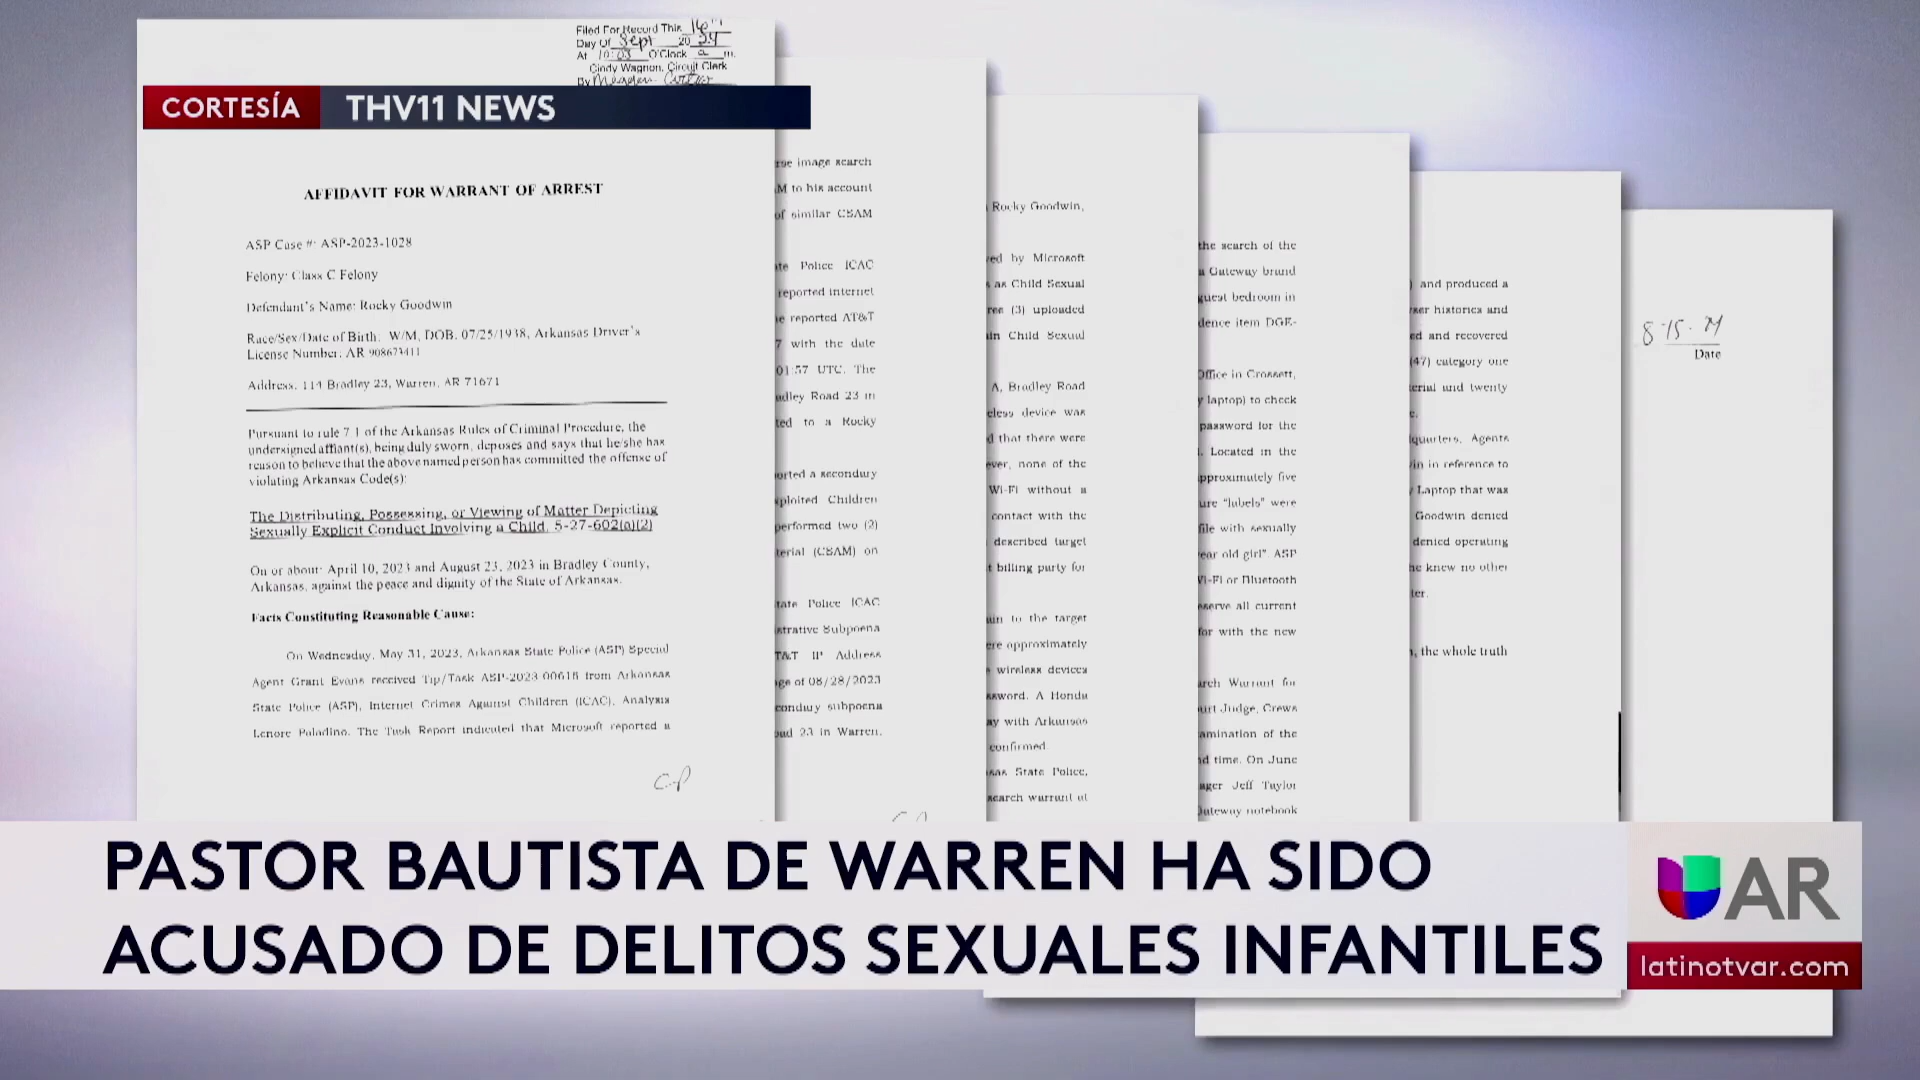 Filed For Record This 16th
Day Of Sept 2024
At 10:03 O'Clock a m.
Cindy Wagnon, Circuit Clerk
By
CORTESÍA THV11 NEWS
AFFIDAVIT FOR WARRANT OF ARREST
ASP Case #: ASP-2023-1028
Felony: Class C Felony
Defendant's Name: Rocky Goodwin
Race/Sex/Date of Birth: W/M, DOB: 07/25/1938, Arkansas Driver's
License Number: AR
Address: 114 Bradley 23, Warren, AR 71671
Pursuant to rule 7.1 of the Arkansas Rules of Criminal Procedure, the
undersigned affiant(s), being duly sworn, deposes and says that he/she has
reason to believe that the above named person has committed the offense of
violating Arkansas Code(s):
The Distributing, Possessing, or Viewing of Matter Depicting
Sexually Explicit Conduct Involving a Child. 5-27-602(a)(2)
On or about: April 10, 2023 and August 23, 2023 in Bradley County,
Arkansas, against the peace and dignity of the State of Arkansas.
Facts Constituting Reasonable Cause:
On Wednesday, May 31, 2023, Arkansas State Police (ASP) Special
Agent Grant Evans received Tip/Task ASP-2023-00615 from Arkansas
State Police (ASP), Internet Crimes Against Children (ICAC), Analysis
Lenore Paladino. The Task Report indicated that Microsoft reported a
CP
image search
to his account
of similar CSAM
Police ICAC
reported internet
reported AT&T
with the date
01:57 UTC. The
Road 23 in
to a Rocky
a secondary
Children
performed two (2)
(CSAM) on
Police ICAC
Subpoena
IP Address
of 08/28/2023
secondary subpoena
23 in Warren,
Rocky Goodwin,
by Microsoft
as Child Sexual
(3) uploaded
Child Sexual
A, Bradley Road
device was
that there were
none of the
Wi-Fi without a
contact with the
described target
billing party for
to the target
approximately
wireless devices
A Honda
with Arkansas
confirmed.
State Police,
search warrant at
the search of the
a Gateway brand
guest bedroom in
item DGE-
Office in Crossett,
laptop) to check
password for the
Located in the
approximately five
"labels" were
file with sexually
old girl". ASP
Wi-Fi or Bluetooth
all current
for with the new
Warrant for
Judge, Crews
of the
time. On June
Jeff Taylor
Gateway notebook
and produced a
histories and
and recovered
(47) category one
and twenty
Agents
in reference to
Laptop that was
Goodwin denied
denied operating
he knew no other
the whole truth
8-15-24
Date
PASTOR BAUTISTA DE WARREN HA SIDO
ACUSADO DE DELITOS SEXUALES INFANTILES
AR
latinotvar.com